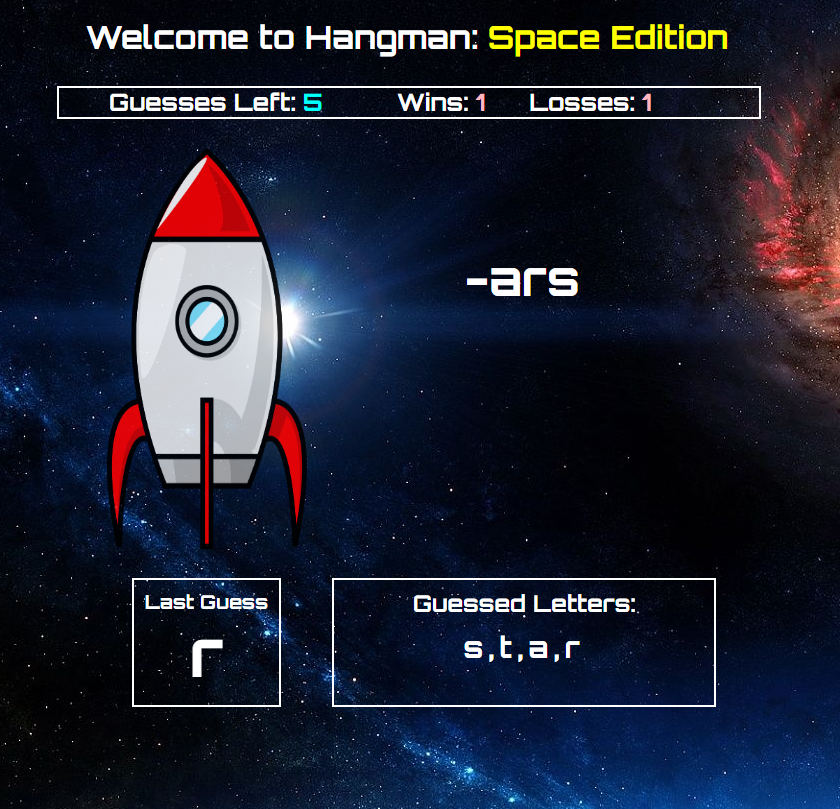 Welcome to Hangman: Space Edition
Guesses Left: 5 Wins: 1 Losses: 1
-ars
Last Guess
r
Guessed Letters:
s,t,a,r